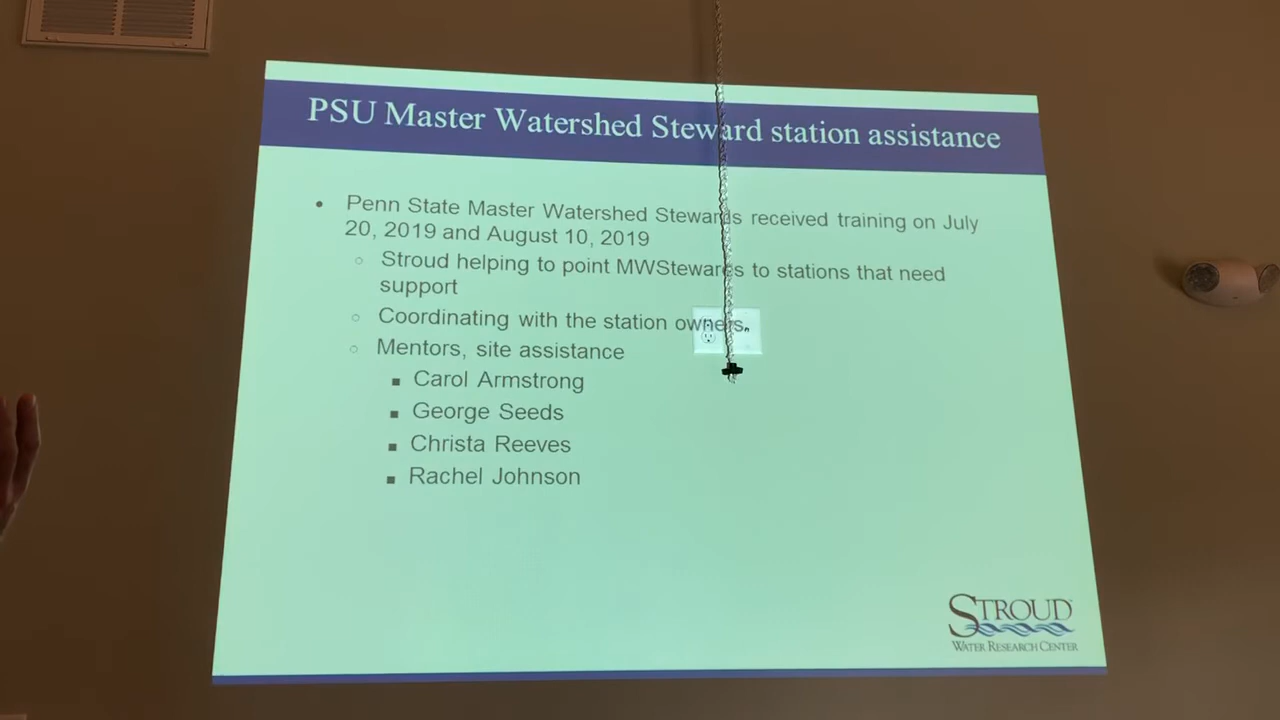 PSU Master Watershed Steward station assistance
• Penn State Master Watershed Stewards received training on July
20, 2019 and August 10, 2019
○ Stroud helping to point MWStewards to stations that need
support
○ Coordinating with the station owners,
○ Mentors, site assistance
■ Carol Armstrong
■ George Seeds
■ Christa Reeves
■ Rachel Johnson
STROUD™
WATER RESEARCH CENTER